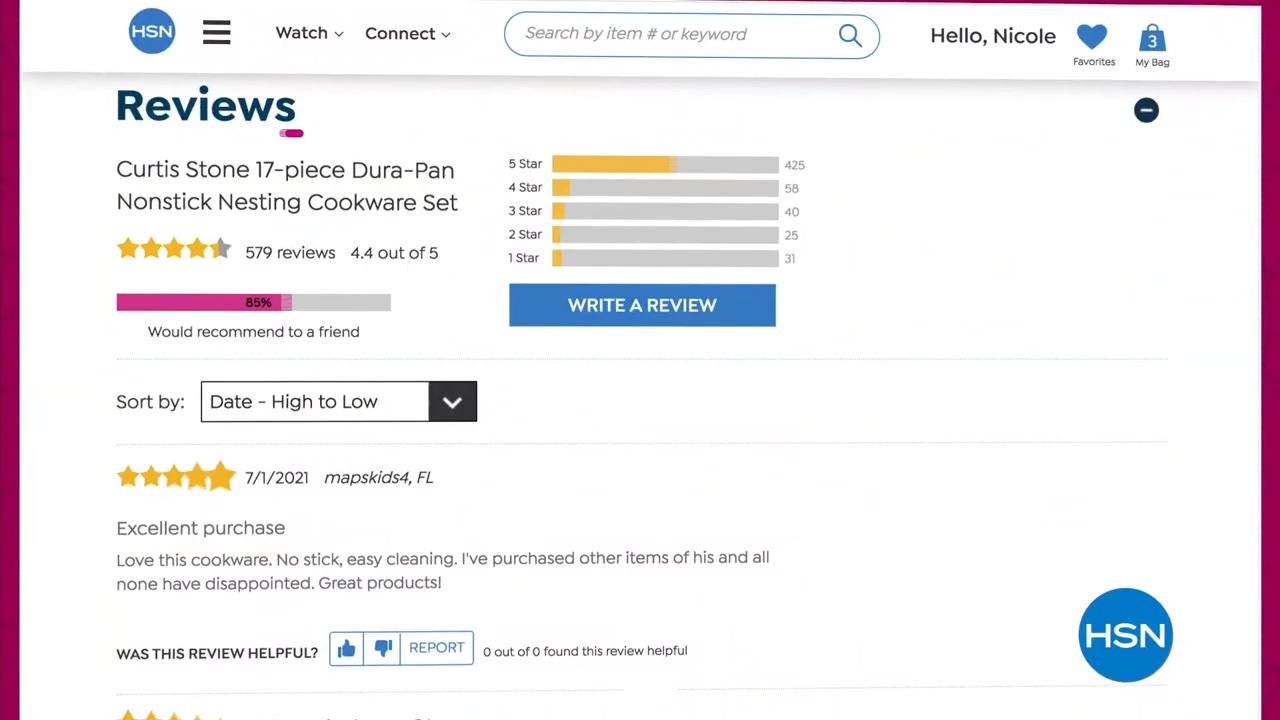 HSN
Watch
Connect
Search by item # or keyword
Hello, Nicole
Favorites
3
My Bag
Reviews
Curtis Stone 17-piece Dura-Pan
Nonstick Nesting Cookware Set
579 reviews 4.4 out of 5
85%
Would recommend to a friend
5 Star 425
4 Star 58
3 Star 40
2 Star 25
1 Star 31
WRITE A REVIEW
Sort by: Date - High to Low
7/1/2021 mapskids4, FL
Excellent purchase
Love this cookware. No stick, easy cleaning. I've purchased other items of his and all
none have disappointed. Great products!
WAS THIS REVIEW HELPFUL? REPORT 0 out of 0 found this review helpful
HSN